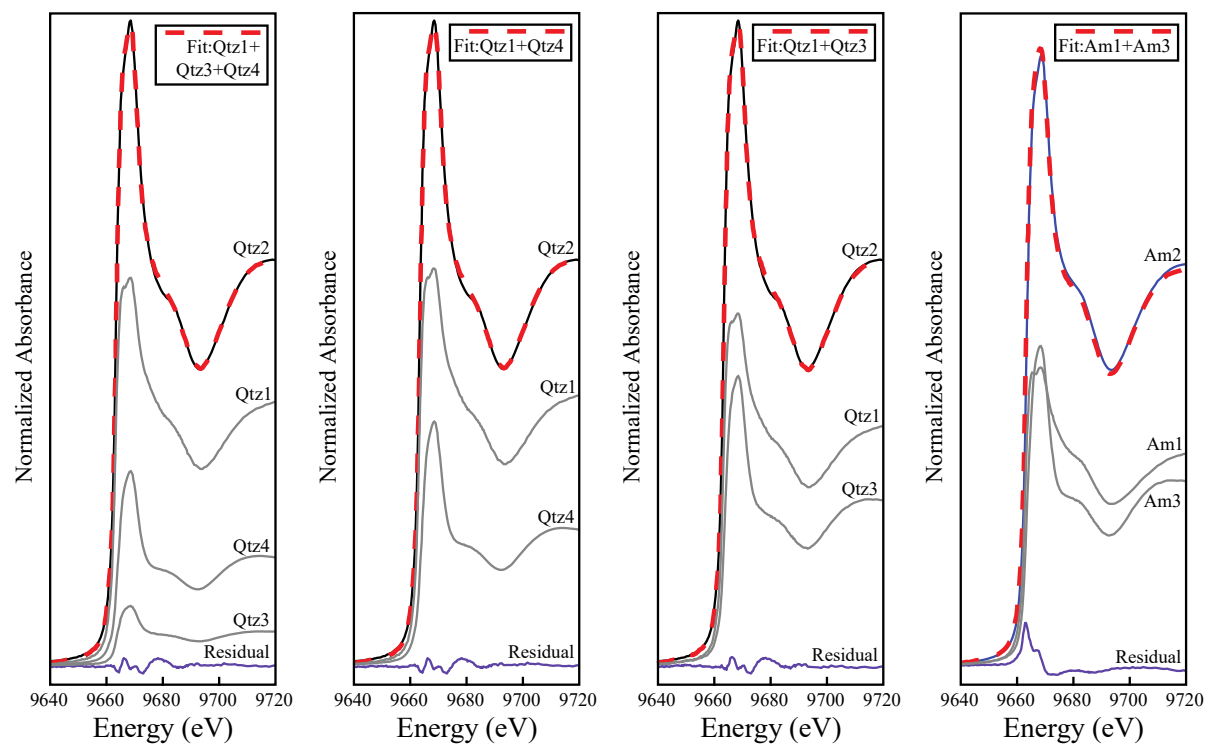 Fit:Qtz1+
Qtz3+Qtz4
Qtz2
Qtz1
Qtz4
Qtz3
Residual
Normalized Absorbance
9640 9660 9680 9700 9720
Energy (eV)
Fit:Qtz1+Qtz4
Qtz2
Qtz1
Qtz4
Residual
Normalized Absorbance
9640 9660 9680 9700 9720
Energy (eV)
Fit:Qtz1+Qtz3
Qtz2
Qtz1
Qtz3
Residual
Normalized Absorbance
9640 9660 9680 9700 9720
Energy (eV)
Fit:Am1+Am3
Am2
Am1
Am3
Residual
Normalized Absorbance
9640 9660 9680 9700 9720
Energy (eV)